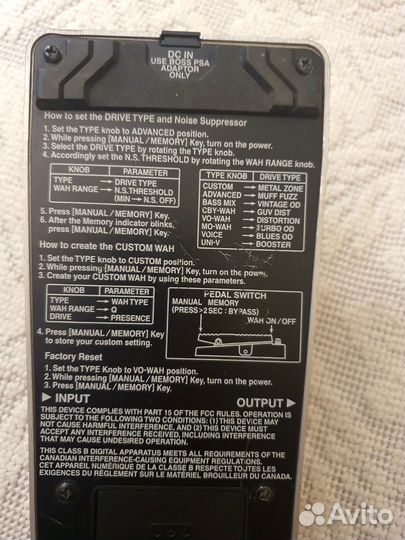 DC IN
USE BOSS PSA
ADAPTOR
ONLY
How to set the DRIVE TYPE and Noise Suppressor
1. Set the TYPE knob to ADVANCED position.
2. While pressing [MANUAL/MEMORY] Key, turn on the power.
3. Select the DRIVE TYPE by rotating the TYPE knob.
4. Accordingly set the N.S. THRESHOLD by rotating the WAH RANGE knob.
KNOB PARAMETER
TYPE → DRIVE TYPE
WAH RANGE → N.S.THRESHOLD
(MIN → N.S. OFF)
5. Press [MANUAL/MEMORY] Key.
6. After the Memory indicator blinks,
press [MANUAL/MEMORY] Key.
TYPE KNOB DRIVE TYPE
CUSTOM → METAL ZONE
ADVANCED → MUFF FUZZ
BASS MIX → VINTAGE OD
CBY-WAH → GUV DIST
VO-WAH → DISTORTION
MO-WAH → TURBO OD
VOICE → BLUES OD
UNI-V → BOOSTER
How to create the CUSTOM WAH
1. Set the TYPE knob to CUSTOM position.
2. While pressing [MANUAL/MEMORY] Key, turn on the power.
3. Create your CUSTOM WAH by using these parameters.
KNOB PARAMETER
TYPE → WAH TYPE
WAH RANGE → Q
DRIVE → PRESENCE
4. Press [MANUAL/MEMORY] Key
to store your custom setting.
PEDAL SWITCH
MANUAL MEMORY
(PRESS>2SEC: BYPASS)
WAH ON/OFF
Factory Reset
1. Set the TYPE knob to VO-WAH position.
2. While pressing [MANUAL/MEMORY] Key, turn on the power.
3. Press [MANUAL/MEMORY] Key.
▶ INPUT
OUTPUT ▶
THIS DEVICE COMPLIES WITH PART 15 OF THE FCC RULES. OPERATION IS
SUBJECT TO THE FOLLOWING TWO CONDITIONS: (1) THIS DEVICE MAY
NOT CAUSE HARMFUL INTERFERENCE, AND (2) THIS DEVICE MUST
ACCEPT ANY INTERFERENCE RECEIVED, INCLUDING INTERFERENCE
THAT MAY CAUSE UNDESIRED OPERATION.
THIS CLASS B DIGITAL APPARATUS MEETS ALL REQUIREMENTS OF THE
CANADIAN INTERFERENCE-CAUSING EQUIPMENT REGULATIONS.
CET APPAREIL NUMÉRIQUE DE LA CLASSE B RESPECTE TOUTES LES
EXIGENCES DU RÈGLEMENT SUR LE MATÉRIEL BROUILLEUR DU CANADA.
Avito